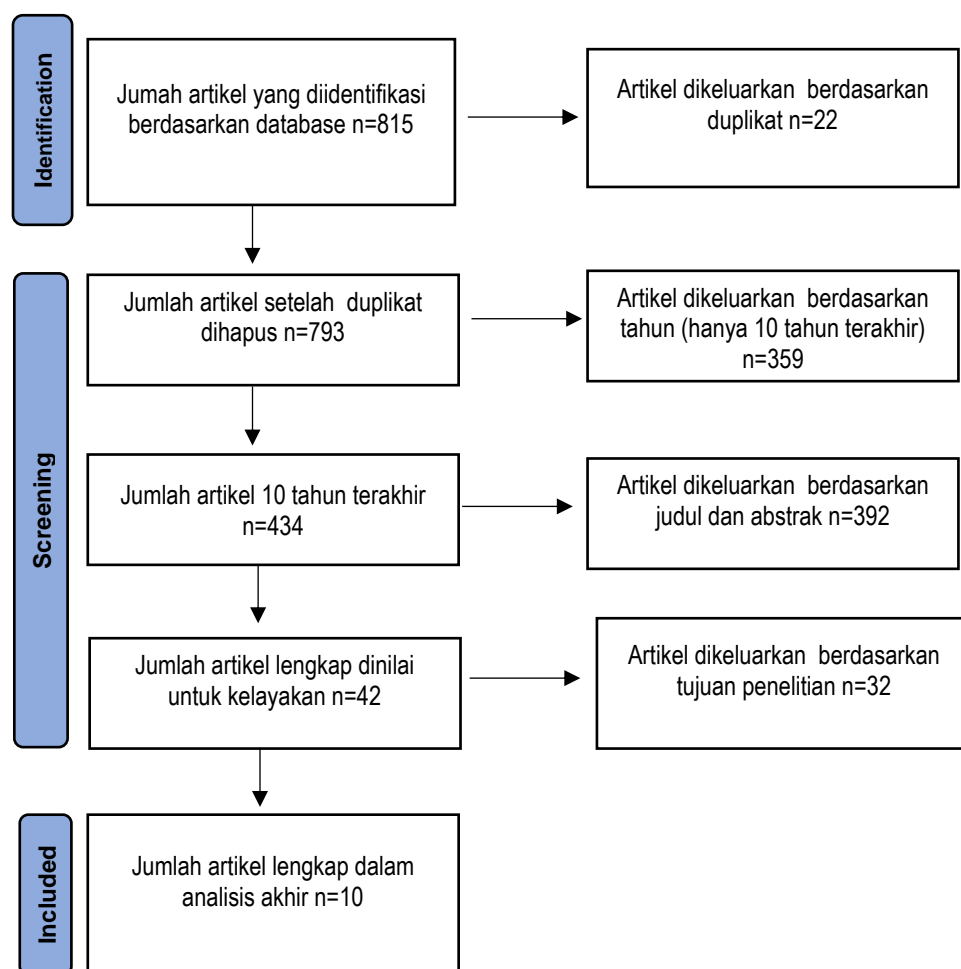 Identification
Jumah artikel yang diidentifikasi
berdasarkan database n=815
Artikel dikeluarkan berdasarkan
duplikat n=22
Screening
Jumlah artikel setelah duplikat
dihapus n=793
Artikel dikeluarkan berdasarkan
tahun (hanya 10 tahun terakhir)
n=359
Jumlah artikel 10 tahun terakhir
n=434
Artikel dikeluarkan berdasarkan
judul dan abstrak n=392
Jumlah artikel lengkap dinilai
untuk kelayakan n=42
Artikel dikeluarkan berdasarkan
tujuan penelitian n=32
Included
Jumlah artikel lengkap dalam
analisis akhir n=10